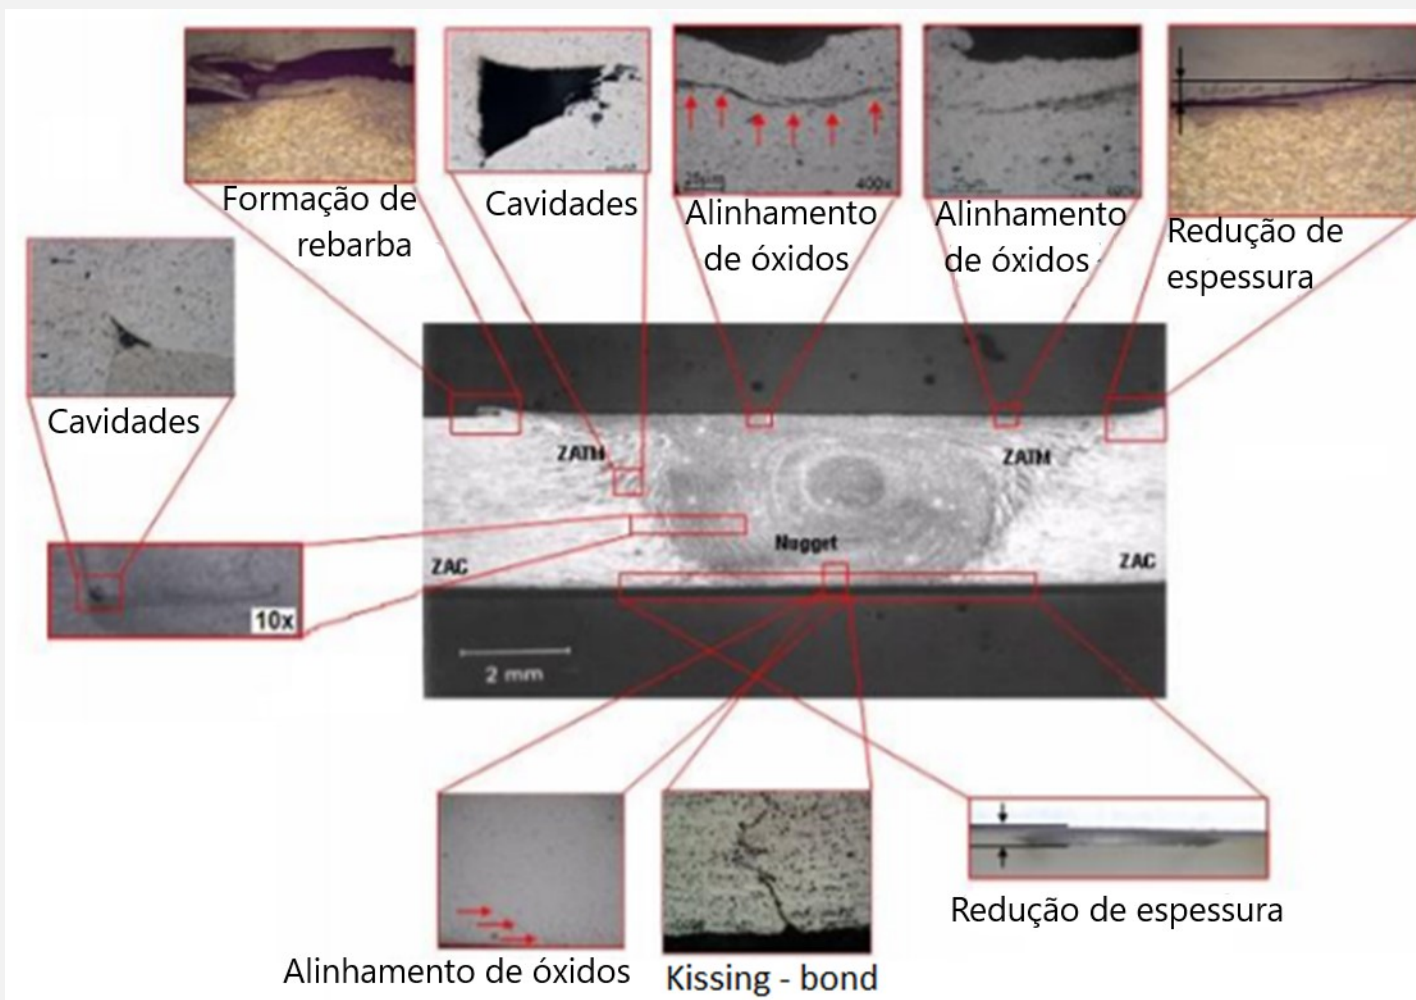 Formação de
rebarba
Cavidades
Alinhamento
de óxidos
Alinhamento
de óxidos
Redução de
espessura
400x
Cavidades
ZATM
ZATM
Nugget
ZAC
ZAC
10x
2 mm
Alinhamento de óxidos
Kissing - bond
Redução de espessura